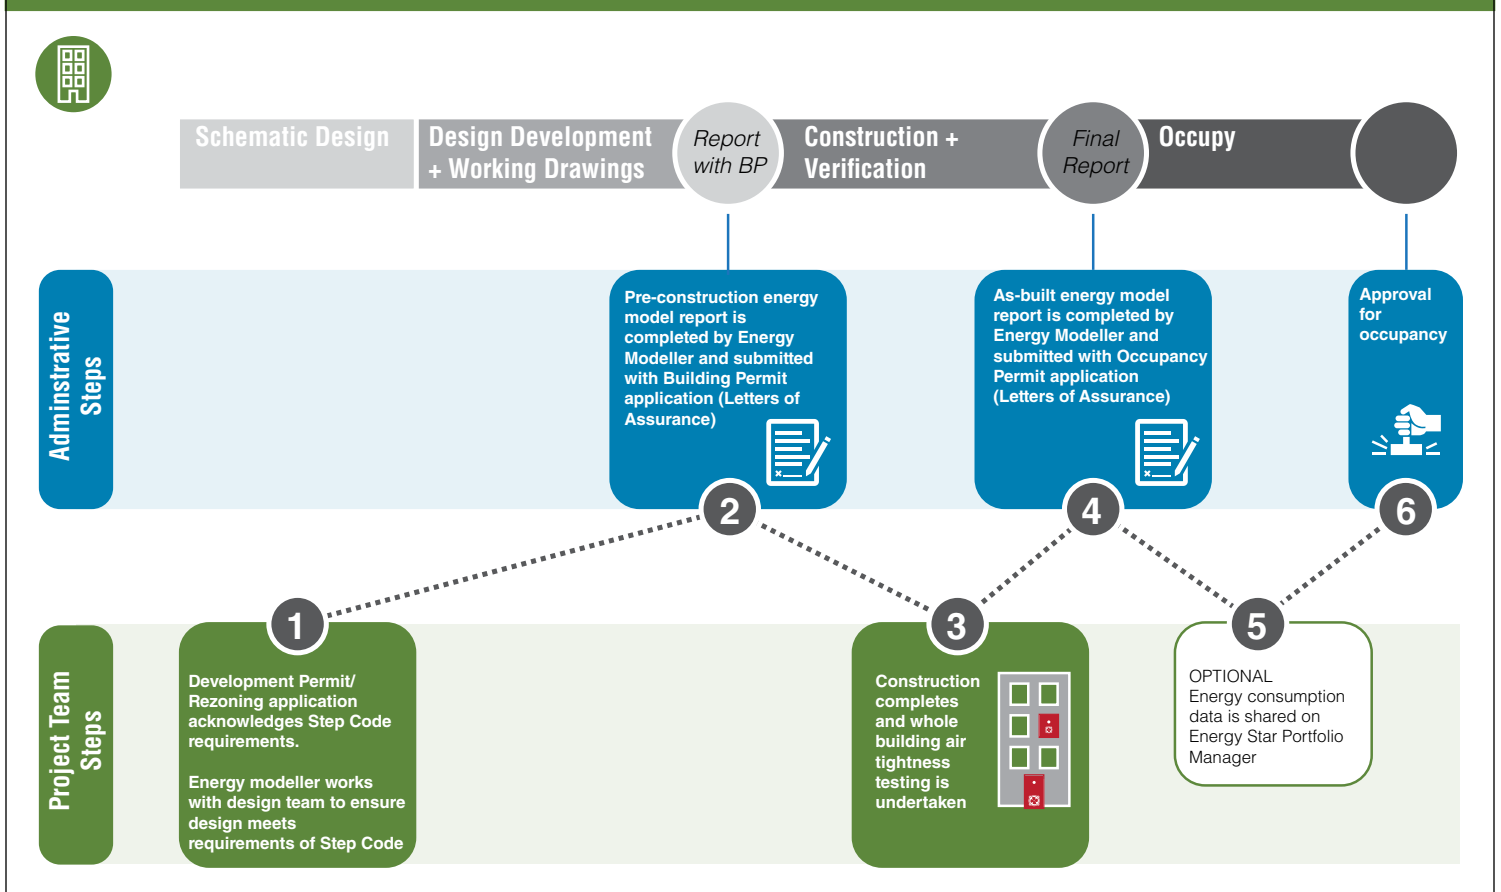 Schematic Design
Design Development
+ Working Drawings
Report
with BP
Construction +
Verification
Final
Report
Occupy
Adminstrative
Steps
Pre-construction energy
model report is
completed by Energy
Modeller and submitted
with Building Permit
application (Letters of
Assurance)
As-built energy model
report is completed by
Energy Modeller and
submitted with Occupancy
Permit application
(Letters of Assurance)
Approval
for
occupancy
2
4
6
1
3
5
Project Team
Steps
Development Permit/
Rezoning application
acknowledges Step Code
requirements.
Energy modeller works
with design team to ensure
design meets
requirements of Step Code
Construction
completes
and whole
building air
tightness
testing is
undertaken
OPTIONAL
Energy consumption
data is shared on
Energy Star Portfolio
Manager